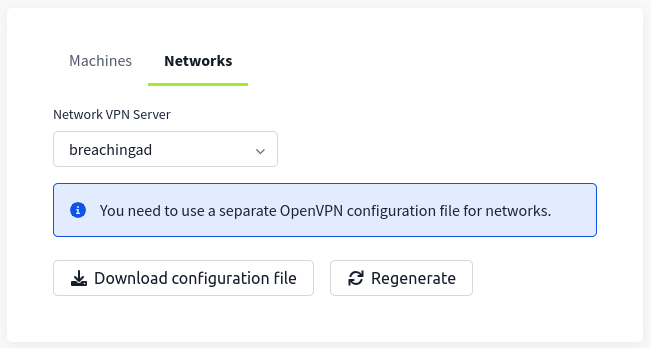 Machines Networks
Network VPN Server
breachingad
You need to use a separate OpenVPN configuration file for networks.
Download configuration file Regenerate